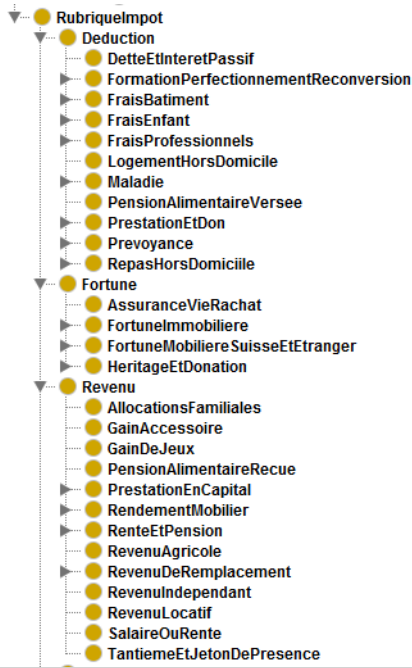 RubriqueImpot
Deduction
DetteEtInteretPassif
FormationPerfectionnementReconversion
FraisBatiment
FraisEnfant
FraisProfessionnels
LogementHorsDomicile
Maladie
PensionAlimentaireVersee
PrestationEtDon
Prevoyance
RepasHorsDomiciile
Fortune
AssuranceVieRachat
FortuneImmobiliere
FortuneMobiliereSuisseEtEtranger
HeritageEtDonation
Revenu
AllocationsFamiliales
GainAccessoire
GainDeJeux
PensionAlimentaireRecue
PrestationEnCapital
RendementMobilier
RenteEtPension
RevenuAgricole
RevenuDeRemplacement
RevenuIndependant
RevenuLocatif
SalaireOuRente
TantiemeEtJetonDePresence